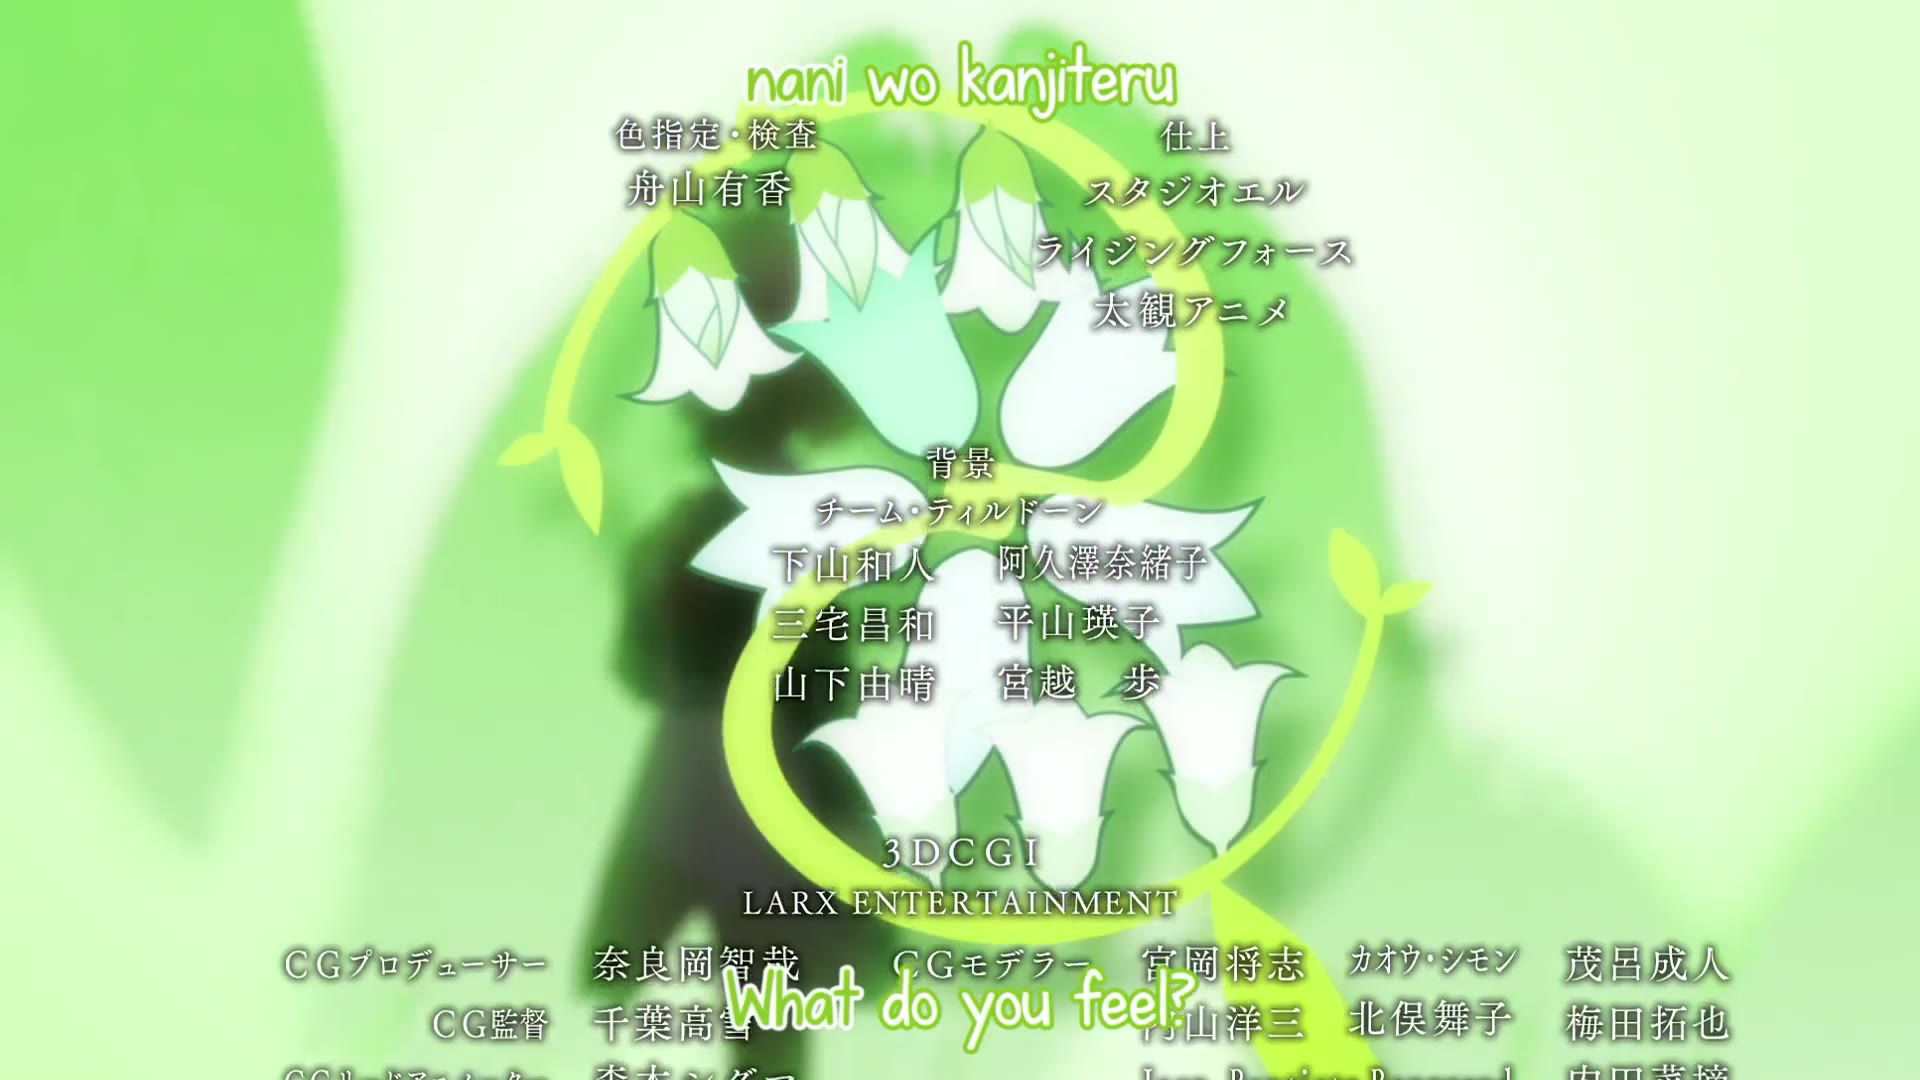 nani wo kanjiteru
色指定・検査
仕上
舟山有香
スタジオエル
ライジングフォース
太観アニメ
背景
チーム・ティルドーン
下山和人 阿久澤奈緒子
三宅昌和 平山瑛子
山下由晴 宮越 歩
3DCGI
LARX ENTERTAINMENT
CGプロデューサー 奈良岡智哉 CGモデラー 宮岡将志 カオウ・シモン 茂呂成人
What do you feel?
CG監督 千葉高雪 山洋三 北俣舞子 梅田拓也